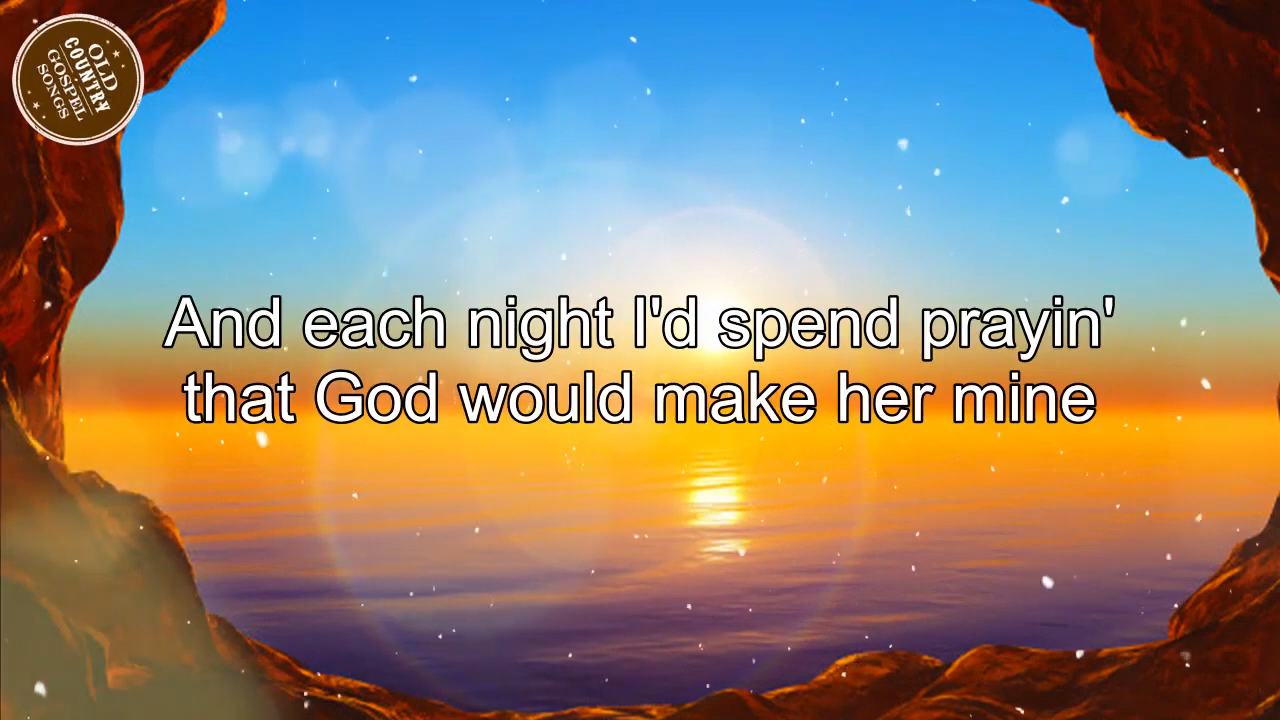 OLD
COUNTRY
GOSPEL
SONGS
And each night I'd spend prayin'
that God would make her mine